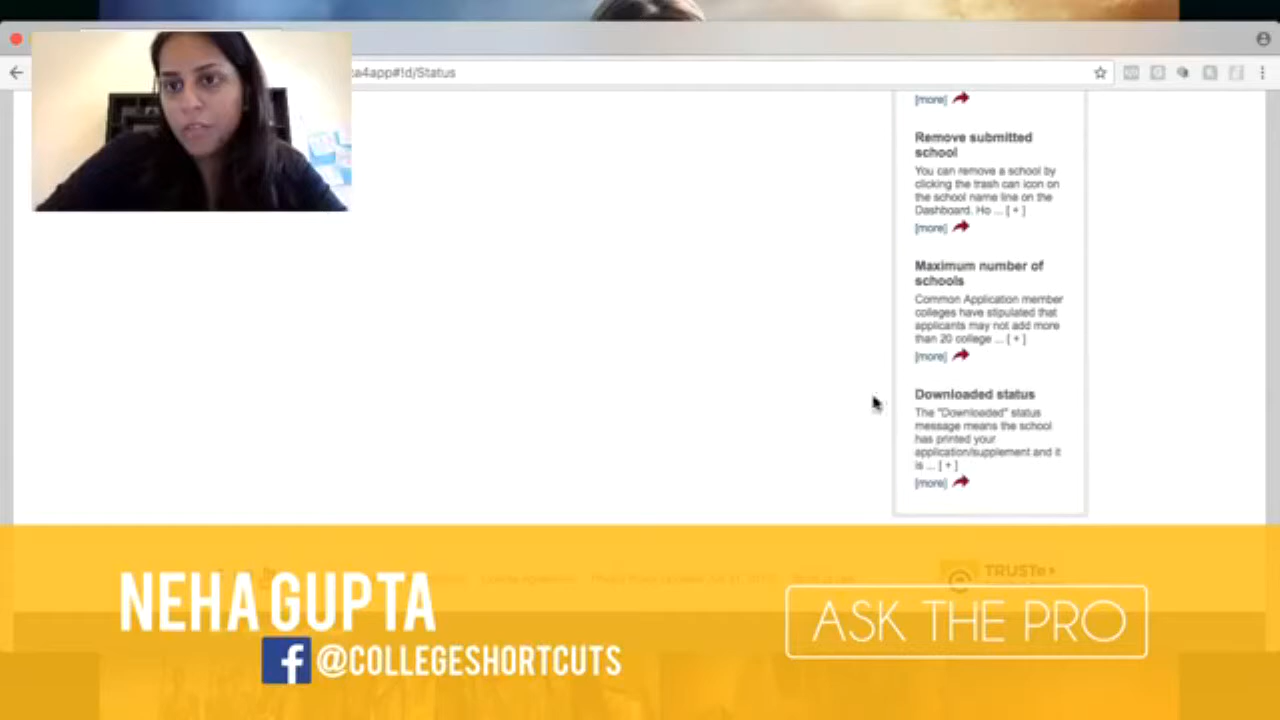 ca4app#!d/Status
[more]
Remove submitted
school
You can remove a school by
clicking the trash can icon on
the school name line on the
Dashboard. Ho ... [ + ]
[more]
Maximum number of
schools
Common Application member
colleges have stipulated that
applicants may not add more
than 20 college ... [ + ]
[more]
Downloaded status
The "Downloaded" status
message means the school
has printed your
application/supplement and it
is ... [ + ]
[more]
TRUSTe
NEHA GUPTA
ASK THE PRO
f @COLLEGESHORTCUTS